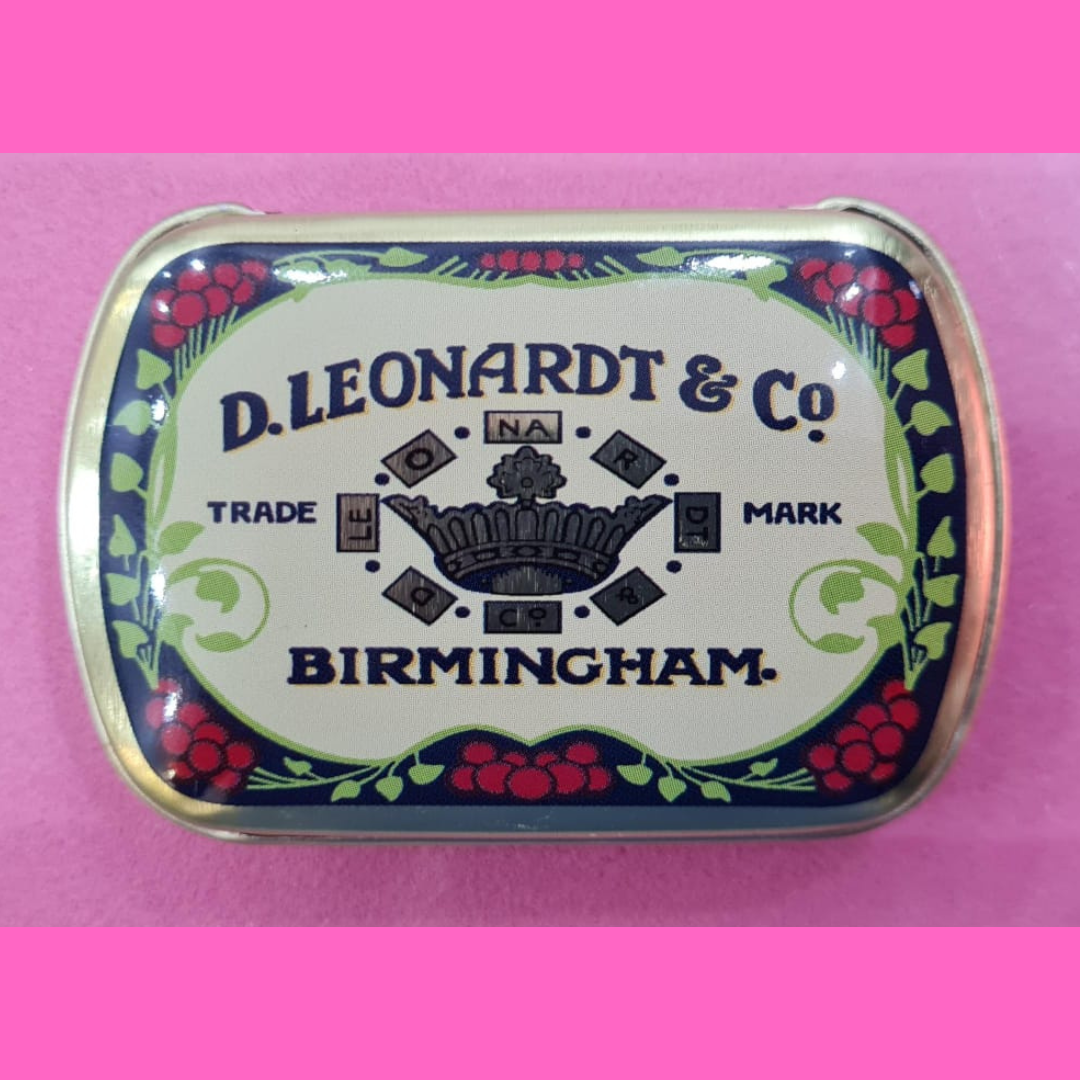 D. LEONARDT & Co
TRADE MARK
D LE O NA R DT & Co
BIRMINGHAM.